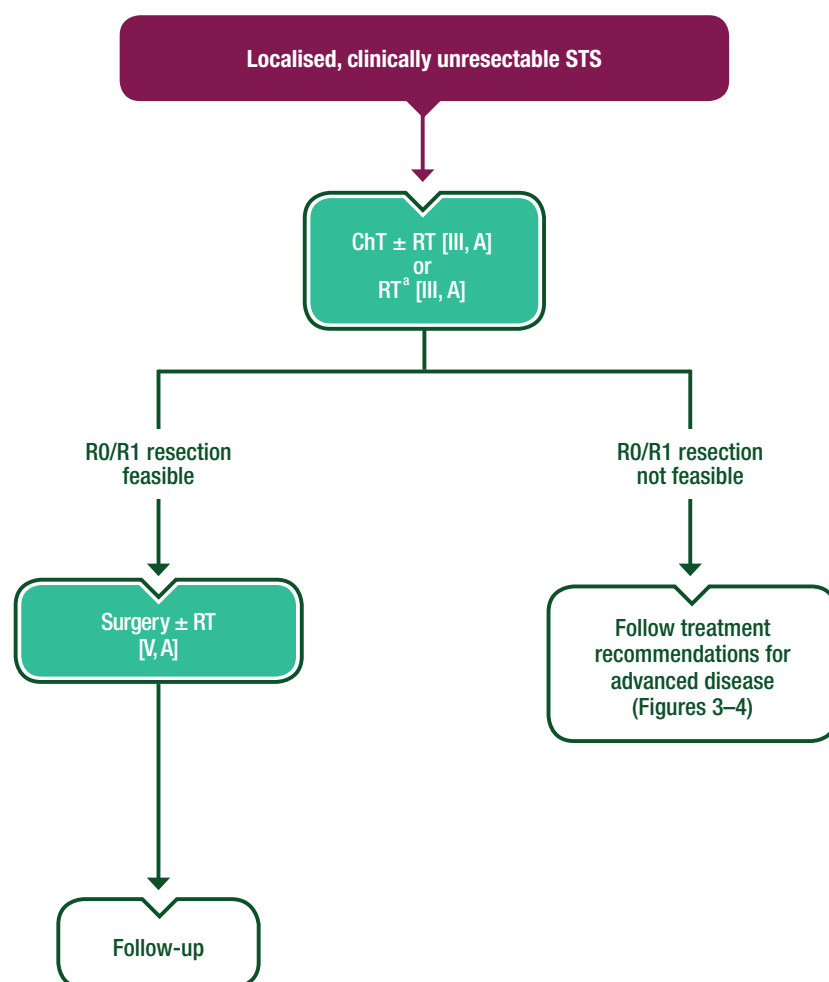 Localised, clinically unresectable STS
ChT ± RT [III, A]
or
RTª [III, A]
R0/R1 resection
feasible
R0/R1 resection
not feasible
Surgery ± RT
[V, A]
Follow treatment
recommendations for
advanced disease
(Figures 3–4)
Follow-up